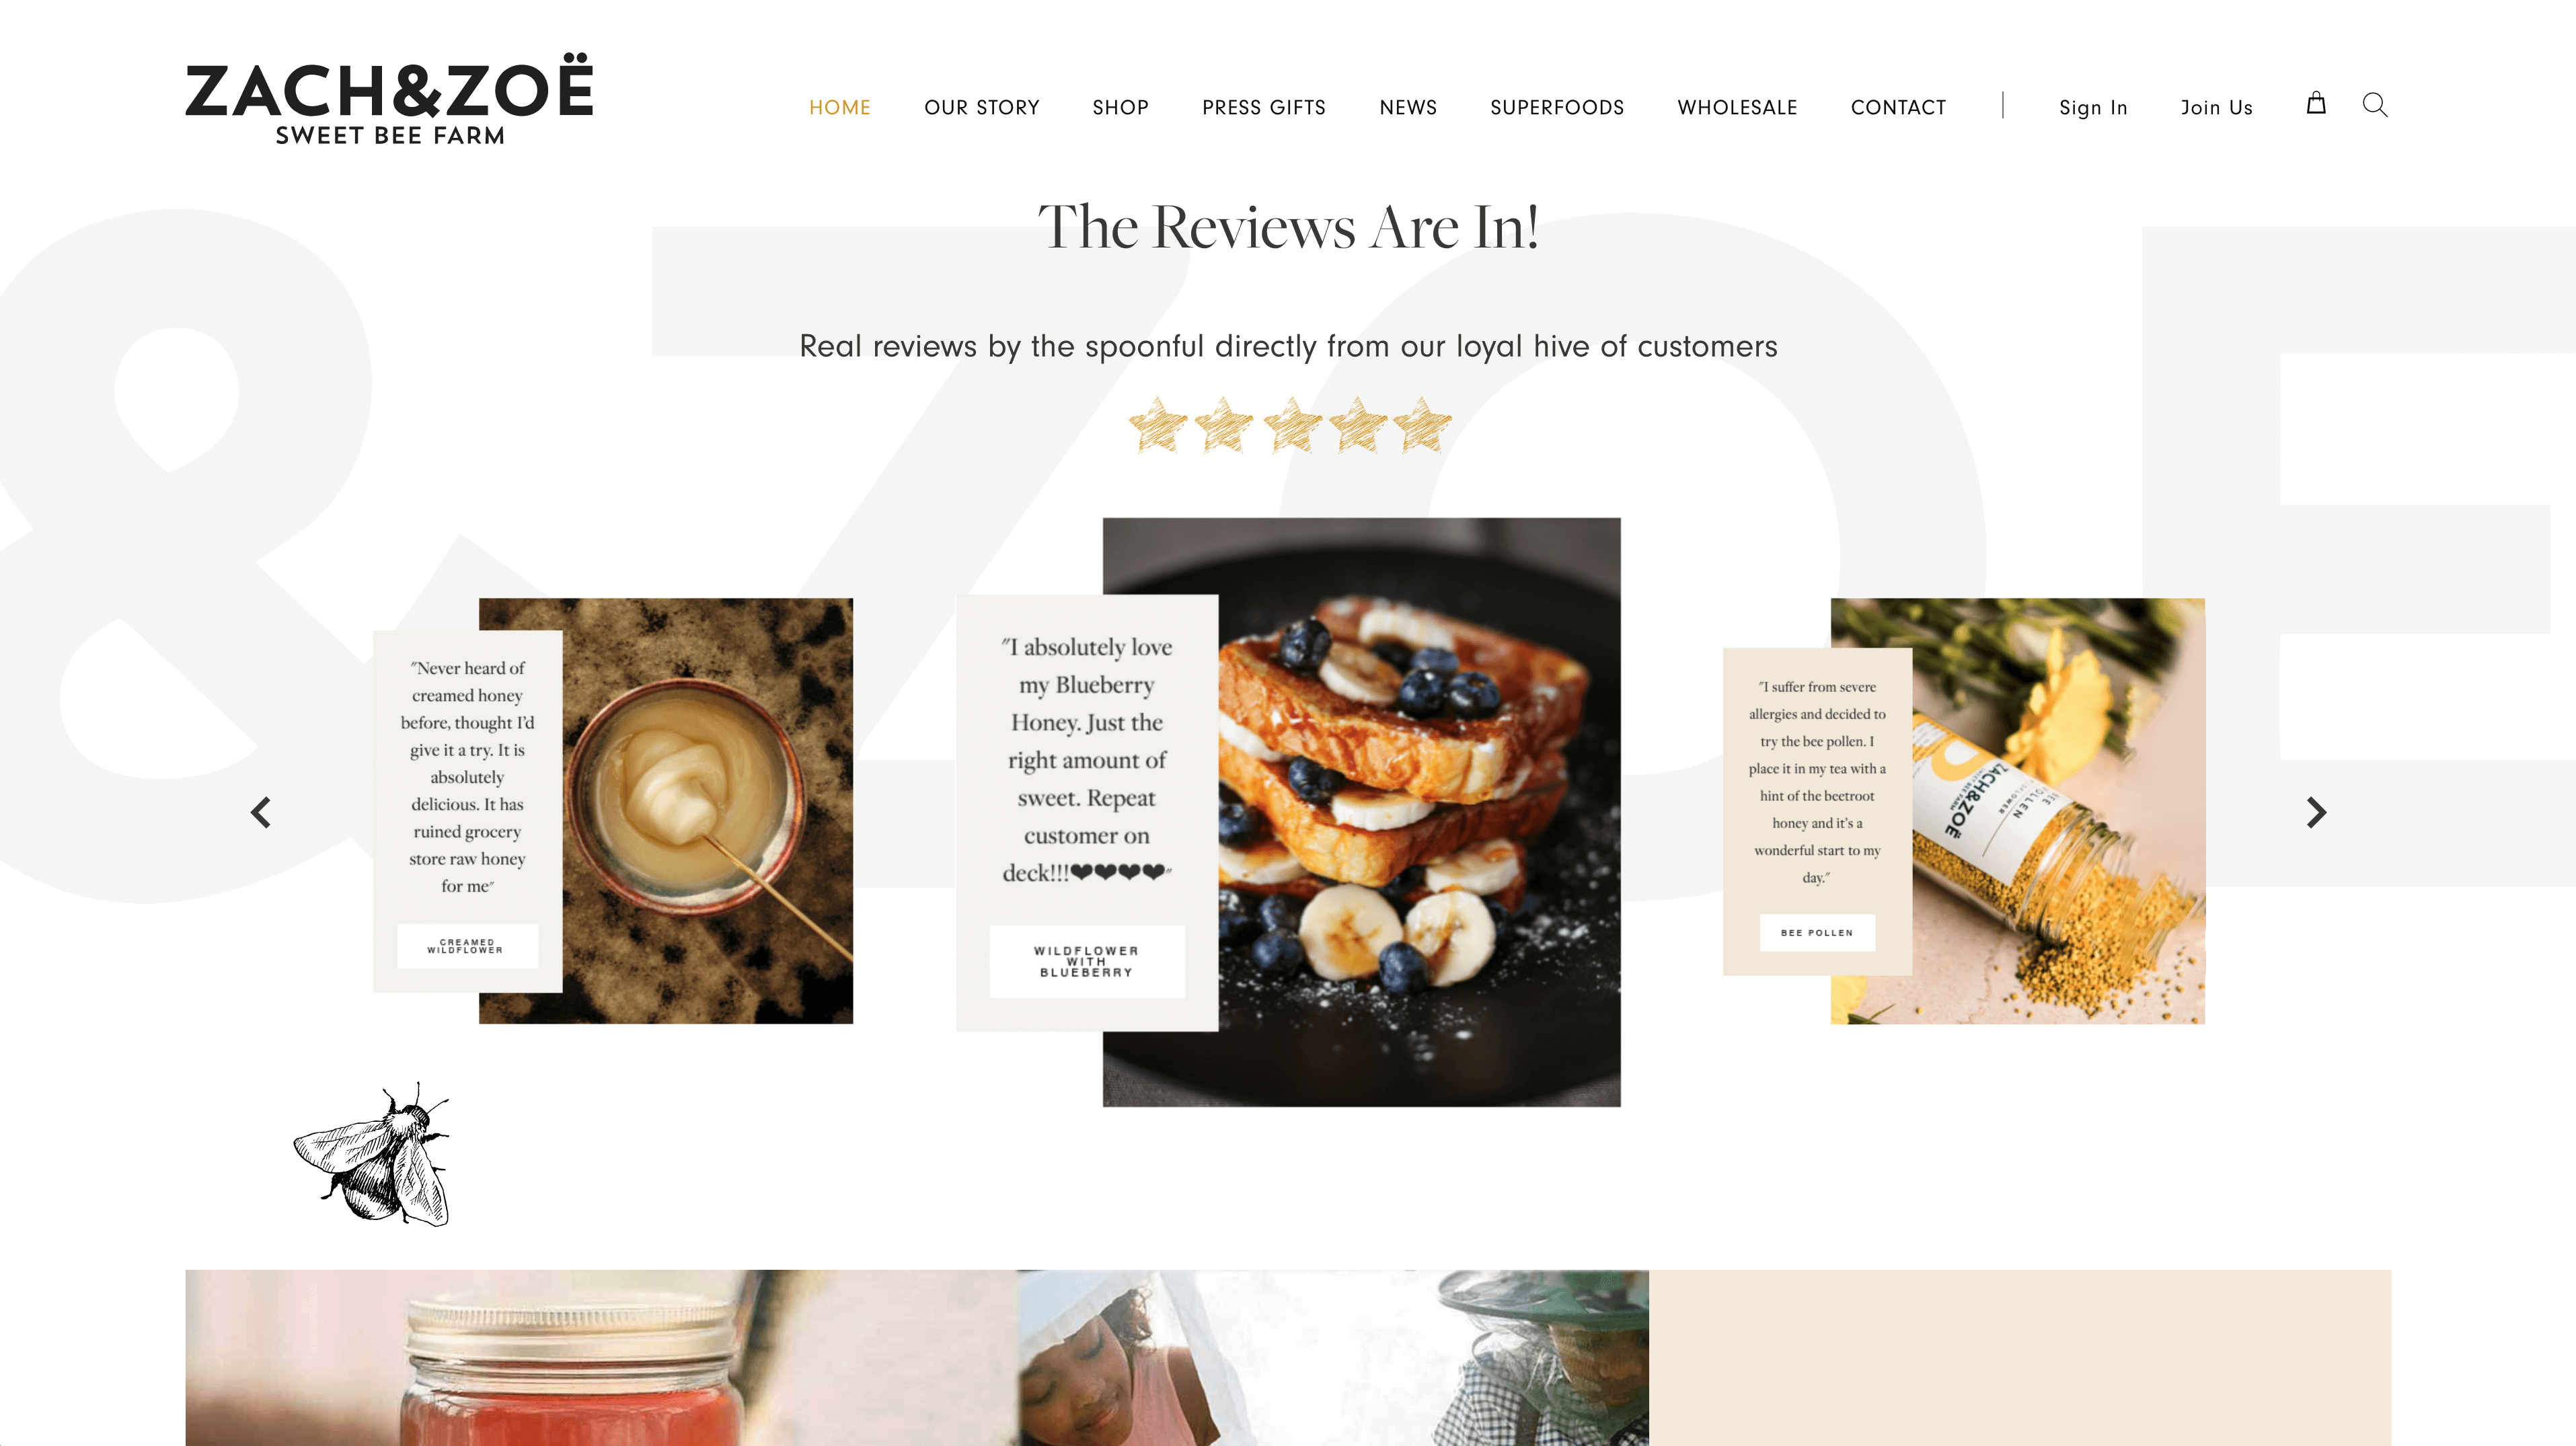 ZACH&ZOË
SWEET BEE FARM
HOME OUR STORY SHOP PRESS GIFTS NEWS SUPERFOODS WHOLESALE CONTACT Sign In Join Us
& ZOE
The Reviews Are In!
Real reviews by the spoonful directly from our loyal hive of customers
"Never heard of
creamed honey
before, thought I'd
give it a try. It is
absolutely
delicious. It has
ruined grocery
store raw honey
for me"
CREAMED
WILDFLOWER
"I absolutely love
my Blueberry
Honey. Just the
right amount of
sweet. Repeat
customer on
deck!!!❤❤❤❤"
WILDFLOWER
WITH
BLUEBERRY
"I suffer from severe
allergies and decided to
try the bee pollen. I
place it in my tea with a
hint of the beetroot
honey and it's a
wonderful start to my
day."
BEE POLLEN
ZACH&ZOË